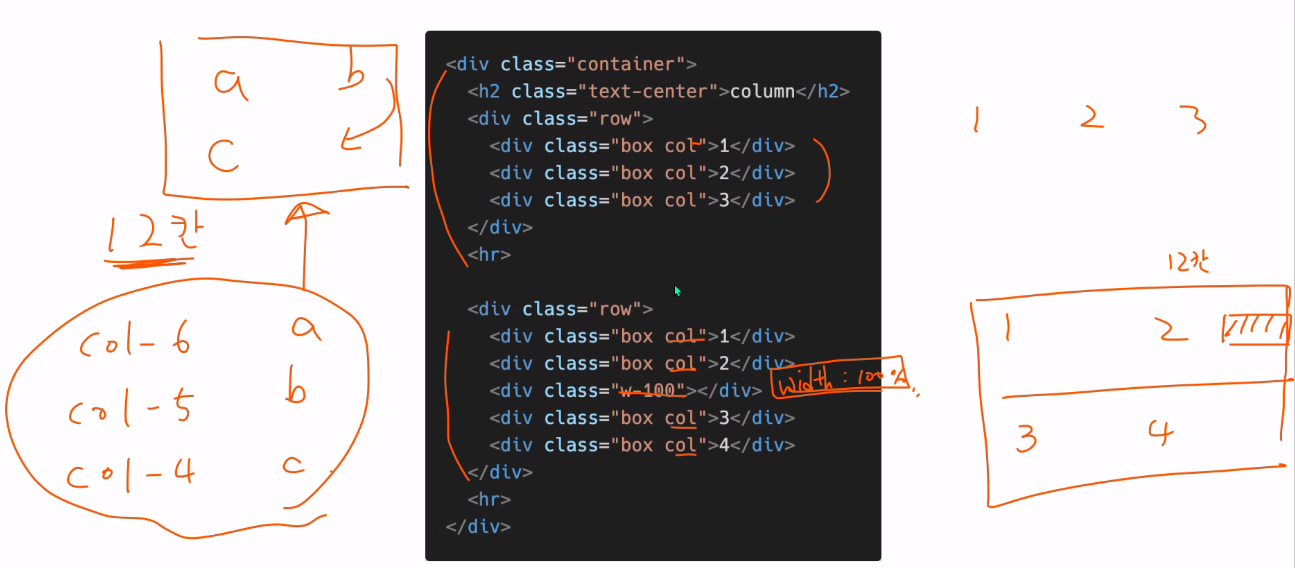 a b
c
12칸
col-6 a
col-5 b
col-4 c
<div class="container">
<h2 class="text-center">column</h2>
<div class="row">
<div class="box col">1</div>
<div class="box col">2</div>
<div class="box col">3</div>
</div>
<hr>
<div class="row">
<div class="box col">1</div>
<div class="box col">2</div>
<div class="w-100"></div>
<div class="box col">3</div>
<div class="box col">4</div>
</div>
<hr>
</div>
width : 100%
1 2 3
12칸
1 2
3 4